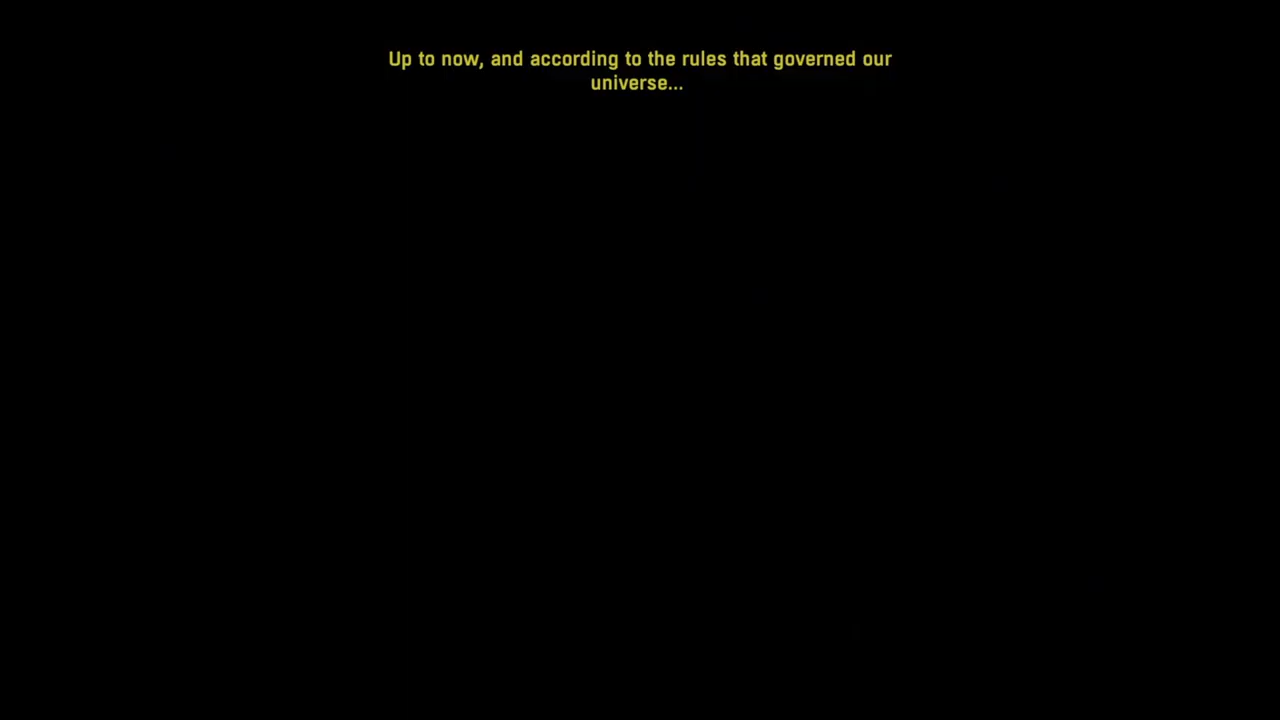 Up to now, and according to the rules that governed our
universe...